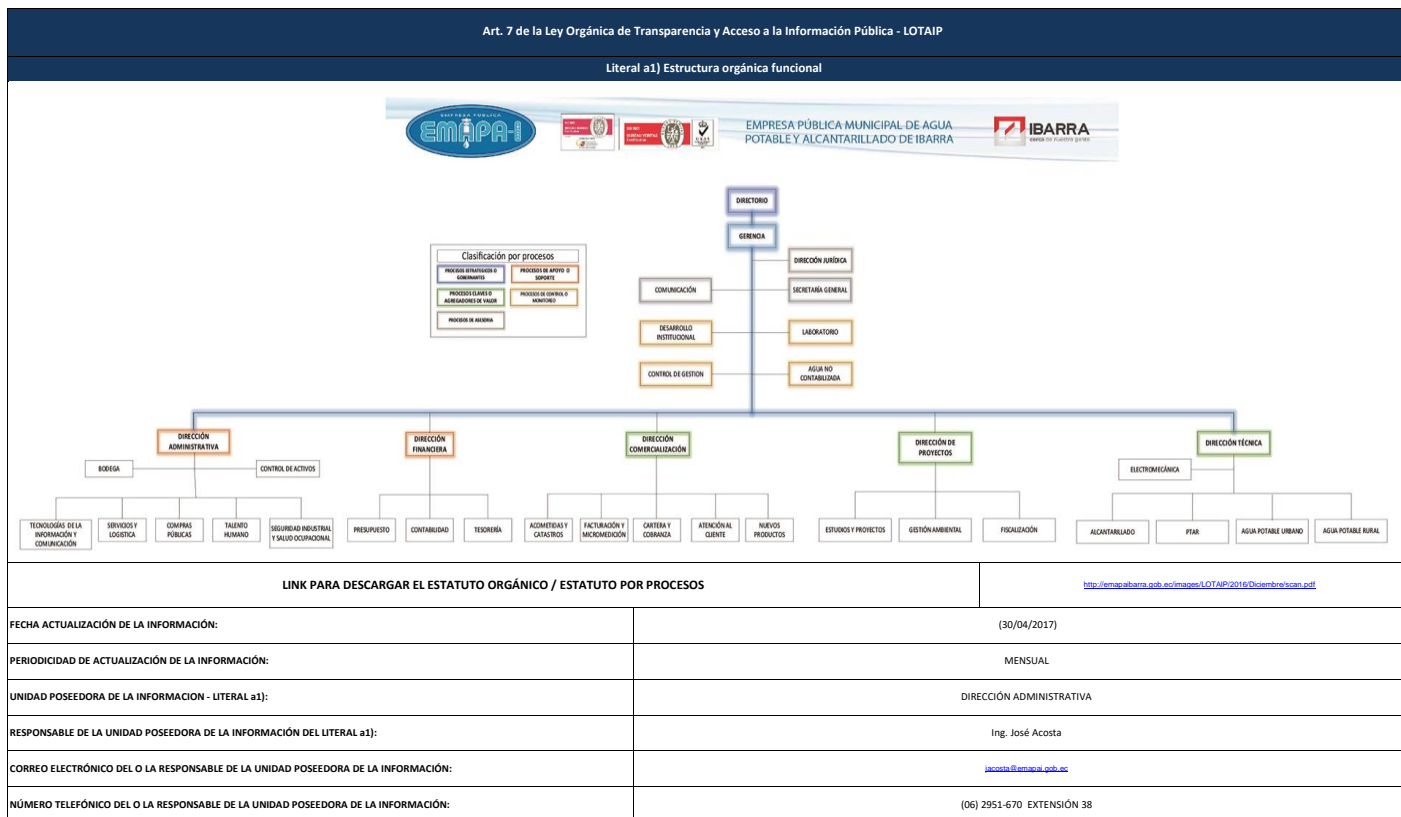 Art. 7 de la Ley Orgánica de Transparencia y Acceso a la Información Pública - LOTAIP
Literal a1) Estructura orgánica funcional
EMPRESA PÚBLICA
EMAPA-I
BUREAU VERITAS
BUREAU VERITAS
EMPRESA PÚBLICA MUNICIPAL DE AGUA
POTABLE Y ALCANTARILLADO DE IBARRA
IBARRA
DIRECTORIO
GERENCIA
Clasificación por procesos
PROCESOS ESTRATEGICOS O
GOBERNANTES
PROCESOS DE APOYO O
SOPORTE
PROCESOS CLAVES O
AGREGADORES DE VALOR
PROCESOS DE CONTROL O
MONITOREO
PROCESOS DE ASESORIA
DIRECCIÓN JURÍDICA
COMUNICACIÓN
SECRETARÍA GENERAL
DESARROLLO
INSTITUCIONAL
LABORATORIO
CONTROL DE GESTION
AGUA NO
CONTABILIZADA
DIRECCIÓN
ADMINISTRATIVA
DIRECCIÓN
FINANCIERA
DIRECCIÓN
COMERCIALIZACIÓN
DIRECCIÓN DE
PROYECTOS
DIRECCIÓN TÉCNICA
BODEGA
CONTROL DE ACTIVOS
ELECTROMECÁNICA
TECNOLOGÍAS DE LA
INFORMACIÓN Y
COMUNICACIÓN
SERVICIOS Y
LOGISTICA
COMPRAS
PÚBLICAS
TALENTO
HUMANO
SEGURIDAD INDUSTRIAL
Y SALUD OCUPACIONAL
PRESUPUESTO
CONTABILIDAD
TESORERÍA
ACOMETIDAS Y
CATASTROS
FACTURACIÓN Y
MICROMEDICIÓN
CARTERA Y
COBRANZA
ATENCIÓN AL
CLIENTE
NUEVOS
PRODUCTOS
ESTUDIOS Y PROYECTOS
GESTIÓN AMBIENTAL
FISCALIZACIÓN
ALCANTARILLADO
PTAR
AGUA POTABLE URBANO
AGUA POTABLE RURAL
LINK PARA DESCARGAR EL ESTATUTO ORGÁNICO / ESTATUTO POR PROCESOS
http://emapaibarra.gob.ec/images/LOTAIP/2016/Diciembre/scan.pdf
FECHA ACTUALIZACIÓN DE LA INFORMACIÓN:
(30/04/2017)
PERIODICIDAD DE ACTUALIZACIÓN DE LA INFORMACIÓN:
MENSUAL
UNIDAD POSEEDORA DE LA INFORMACION - LITERAL a1):
DIRECCIÓN ADMINISTRATIVA
RESPONSABLE DE LA UNIDAD POSEEDORA DE LA INFORMACIÓN DEL LITERAL a1):
Ing. José Acosta
CORREO ELECTRÓNICO DEL O LA RESPONSABLE DE LA UNIDAD POSEEDORA DE LA INFORMACIÓN:
jacosta@emapai.gob.ec
NÚMERO TELEFÓNICO DEL O LA RESPONSABLE DE LA UNIDAD POSEEDORA DE LA INFORMACIÓN:
(06) 2951-670 EXTENSIÓN 38